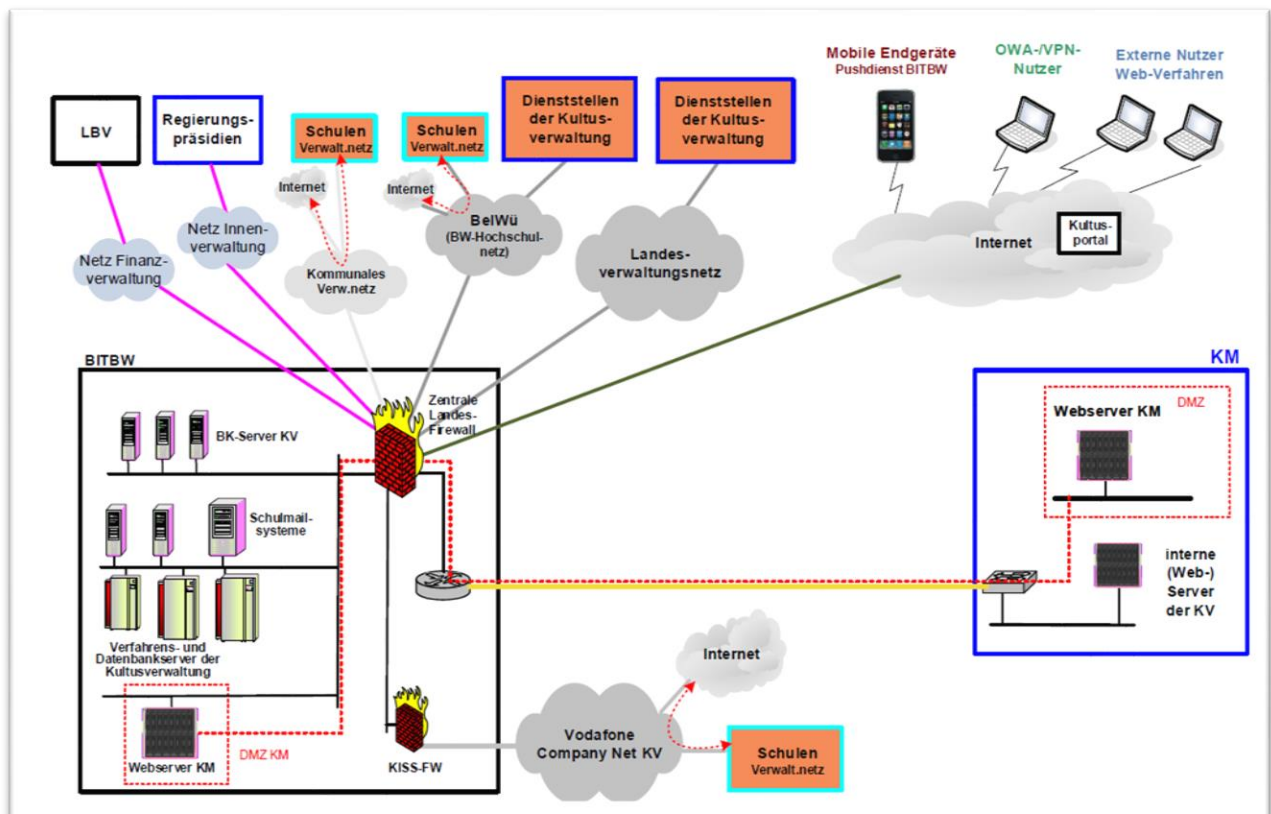 Mobile Endgeräte
Pushdienst BITBW
OWA-/VPN-
Nutzer
Externe Nutzer
Web-Verfahren
LBV
Regierungs-
präsidien
Schulen
Verwalt.netz
Schulen
Verwalt.netz
Dienststellen
der Kultus-
verwaltung
Dienststellen
der Kultus-
verwaltung
Internet
Internet
Netz Innen-
verwaltung
Netz Finanz-
verwaltung
Kommunales
Verw.netz
BelWü
(BW-Hochschul-
netz)
Landes-
verwaltungsnetz
Internet
Kultus-
portal
BITBW
Zentrale
Landes-
Firewall
BK-Server KV
Schulmail-
systeme
Verfahrens- und
Datenbankserver der
Kultusverwaltung
Webserver KM
DMZ KM
KISS-FW
KM
Webserver KM
DMZ
interne
(Web-)
Server
der KV
Internet
Vodafone
Company Net KV
Schulen
Verwalt.netz